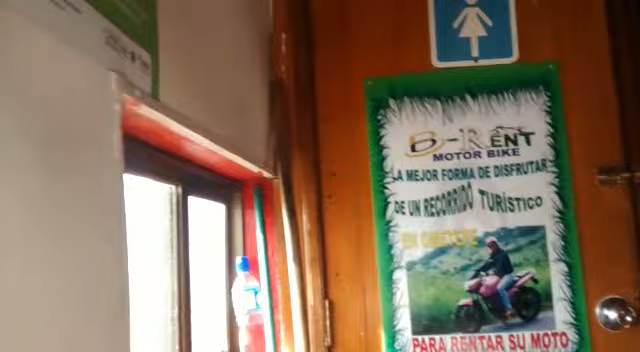 B-RENT
MOTOR BIKE
LA MEJOR FORMA DE DISFRUTAR
DE UN RECORRIDO TURÍSTICO
PARA RENTAR SU MOTO